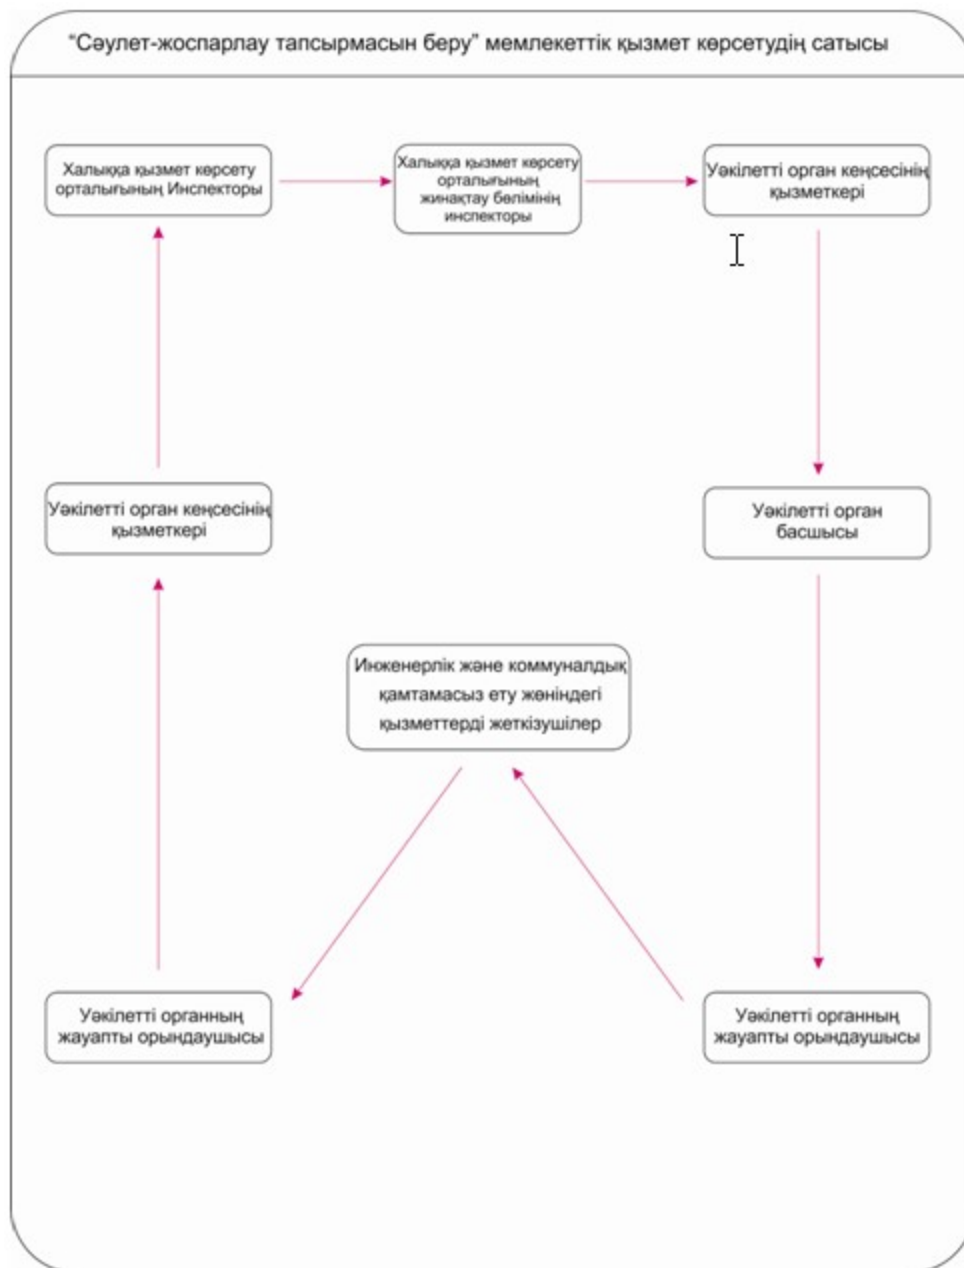 “Сәулет-жоспарлау тапсырмасын беру” мемлекеттік қызмет көрсетудің сатысы
Халыққа қызмет көрсету
орталығының Инспекторы
Халыққа қызмет көрсету
орталығының
жинақтау бөлімінің
инспекторы
Уәкілетті орган кеңсесінің
қызметкері
Уәкілетті орган кеңсесінің
қызметкері
Уәкілетті орган
басшысы
Инженерлік және коммуналдық
қамтамасыз ету жөніндегі
қызметтерді жеткізушілер
Уәкілетті органның
жауапты орындаушысы
Уәкілетті органның
жауапты орындаушысы